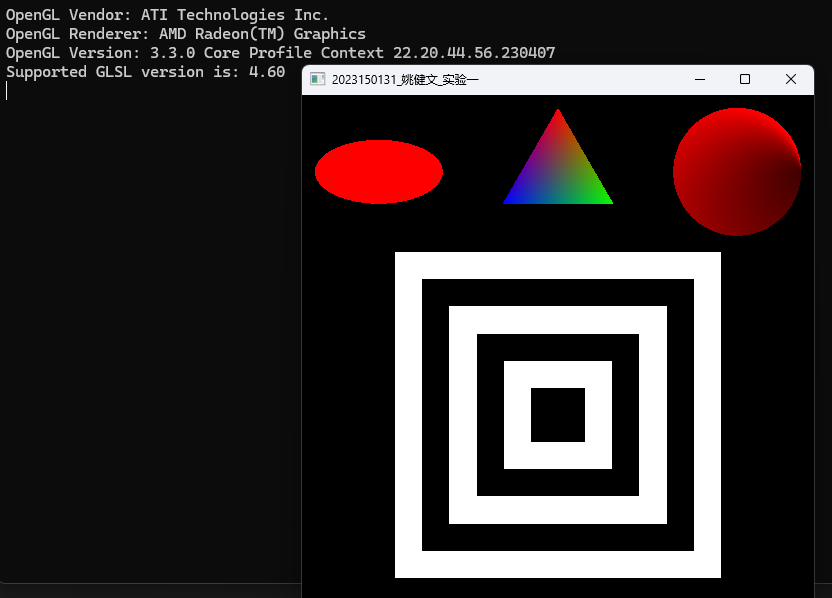 OpenGL Vendor: ATI Technologies Inc.
OpenGL Renderer: AMD Radeon(TM) Graphics
OpenGL Version: 3.3.0 Core Profile Context 22.20.44.56.230407
Supported GLSL version is: 4.60
2023150131_姚健文_实验一